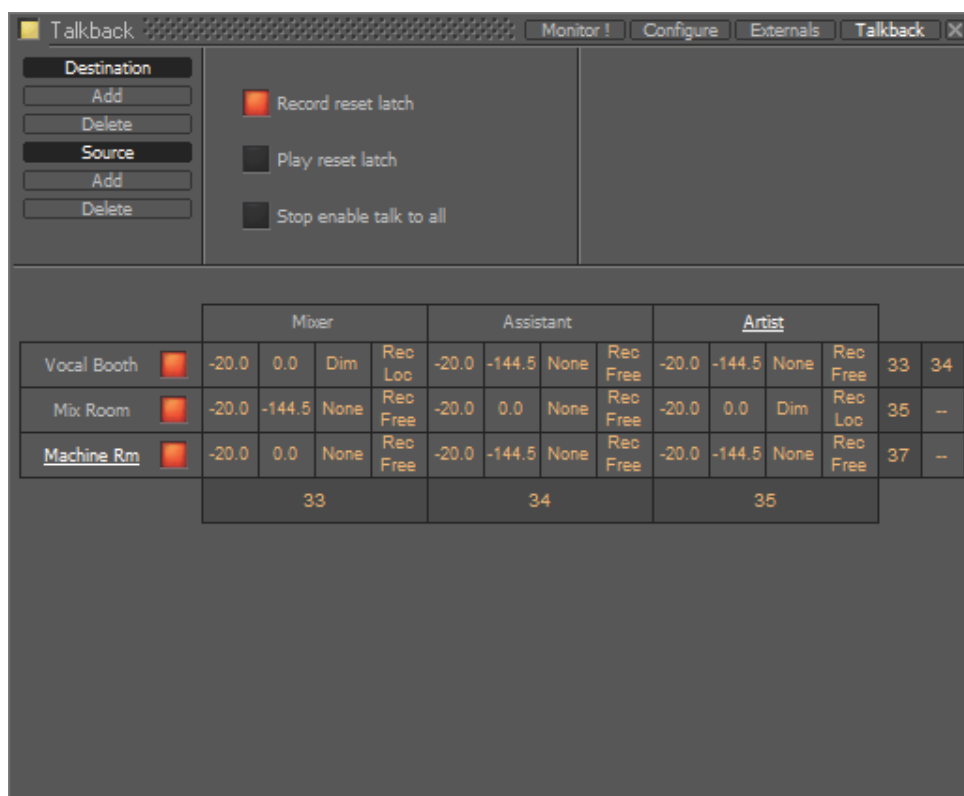 Talkback Monitor ! Configure Externals Talkback X
Destination
Add
Delete
Source
Add
Delete
Record reset latch
Play reset latch
Stop enable talk to all
Mixer Assistant Artist
Vocal Booth -20.0 0.0 Dim Rec Loc -20.0 -144.5 None Rec Free -20.0 -144.5 None Rec Free 33 34
Mix Room -20.0 -144.5 None Rec Free -20.0 0.0 None Rec Free -20.0 0.0 Dim Rec Loc 35 --
Machine Rm -20.0 0.0 None Rec Free -20.0 -144.5 None Rec Free -20.0 -144.5 None Rec Free 37 --
33 34 35